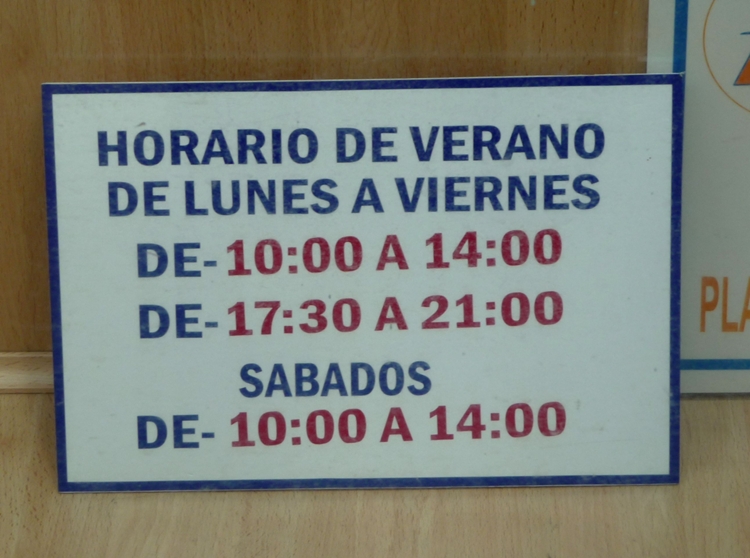 HORARIO DE VERANO
DE LUNES A VIERNES
DE- 10:00 A 14:00
DE- 17:30 A 21:00
SABADOS
DE- 10:00 A 14:00